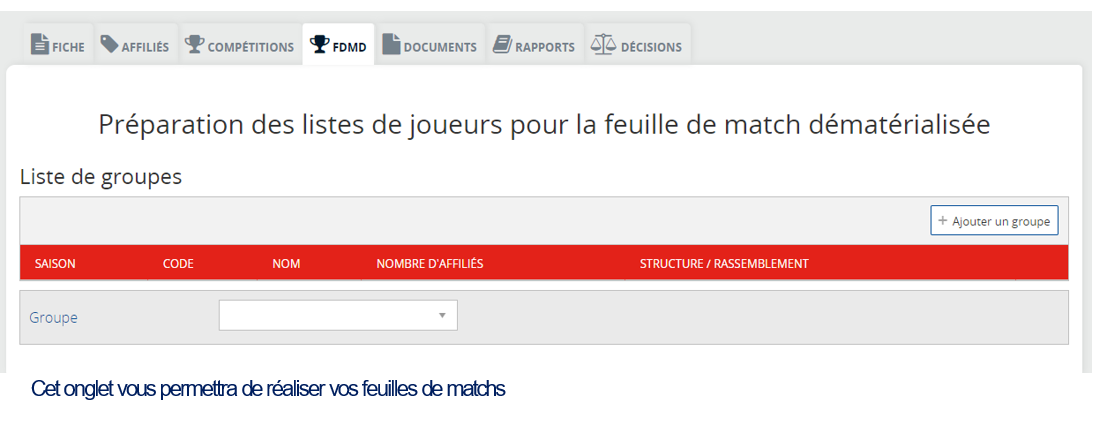 FICHE AFFILIÉS COMPÉTITIONS FDMD DOCUMENTS RAPPORTS DÉCISIONS
Préparation des listes de joueurs pour la feuille de match dématérialisée
Liste de groupes
+ Ajouter un groupe
SAISON CODE NOM NOMBRE D'AFFILIÉS STRUCTURE / RASSEMBLEMENT
Groupe
Cet onglet vous permettra de réaliser vos feuilles de matchs